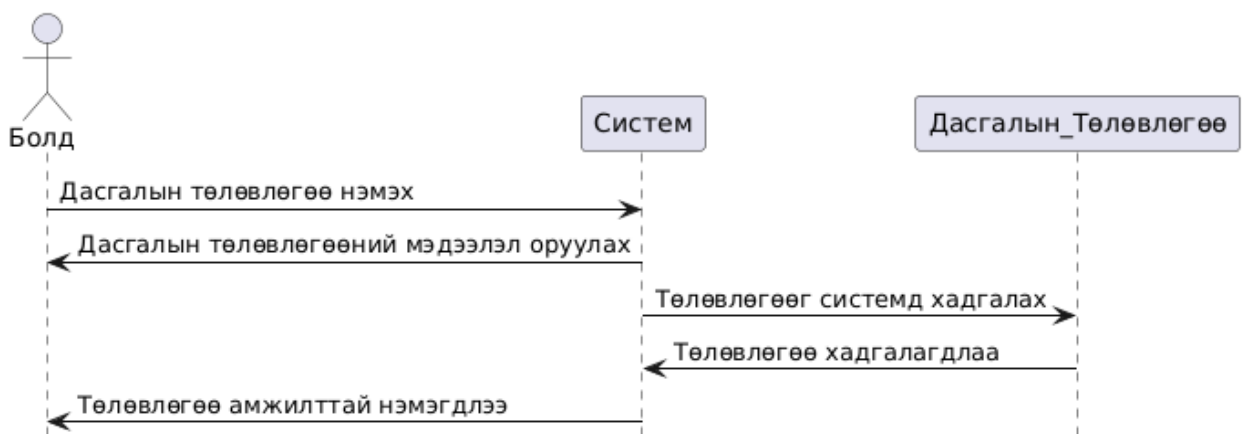 Болд
Систем
Дасгалын_Төлөвлөгөө
Дасгалын төлөвлөгөө нэмэх
Дасгалын төлөвлөгөөний мэдээлэл оруулах
Төлөвлөгөөг системд хадгалах
Төлөвлөгөө хадгалагдлаа
Төлөвлөгөө амжилттай нэмэгдлээ